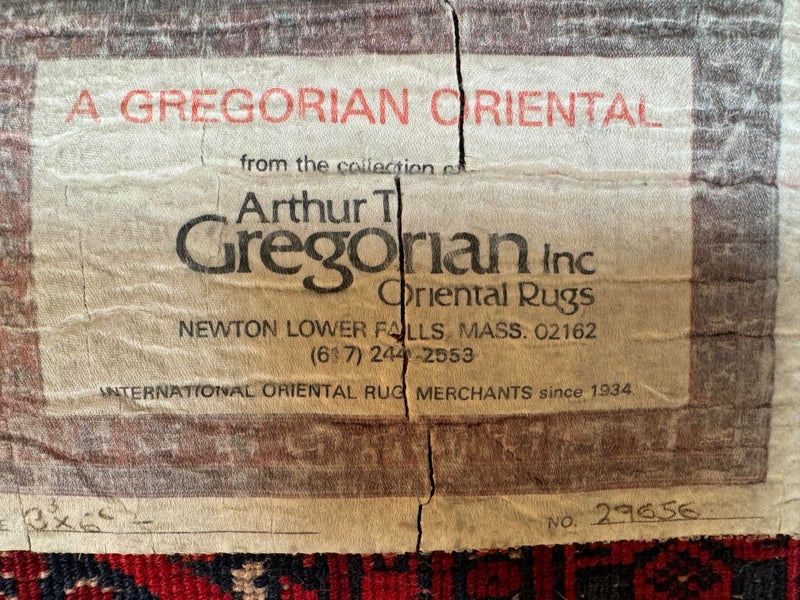 A GREGORIAN ORIENTAL
from the collection
Arthur T
Gregorian Inc
Oriental Rugs
NEWTON LOWER FALLS, MASS. 02162
(617) 244-2553
INTERNATIONAL ORIENTAL RUG MERCHANTS since 1934
NO. 29656